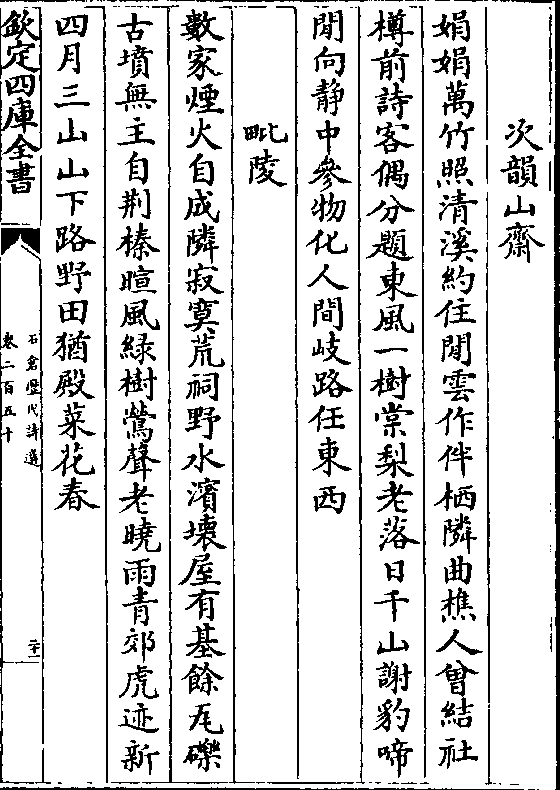 次韻山齋
娟娟萬竹照清溪約住閒雲作伴栖隣曲樵人曾結社
樽前詩客偶分題東風一樹棠梨老落日千山謝豹啼
閒向静中參物化人間岐路任東西
毗陵
數家煙火自成隣寂寞荒祠野水濱壊屋有基餘瓦礫
古墳無主自荆榛暄風緑樹鶯聲老曉雨青郊虎迹新
四月三山山下路野田猶殿菜花春
欽定四庫全書
石倉歴代詩選
卷二百五十
二十一